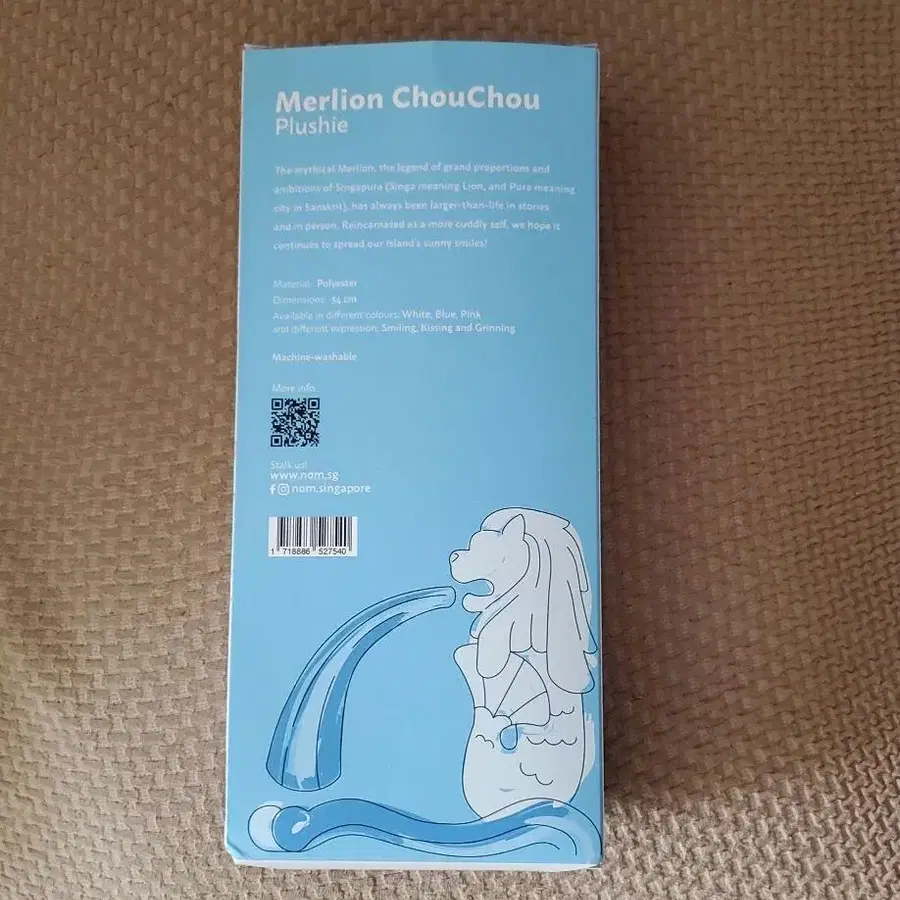 Merlion ChouChou
Plushie
The mythical Merlion, the legend of grand proportions and
ambitions of Singapura (Singa meaning Lion, and Pura meaning
city in Sanskrit), has always been larger-than-life in stories
and in person. Reincarnated as a more cuddly self, we hope it
continues to spread our Island's sunny smiles!
Material: Polyester
Dimensions: 34 cm
Available in different colours: White, Blue, Pink
and different expression: Smiling, Kissing and Grinning
Machine-washable
More info:
Stalk us!
www.nom.sg
nom.singapore
1 718886 527540